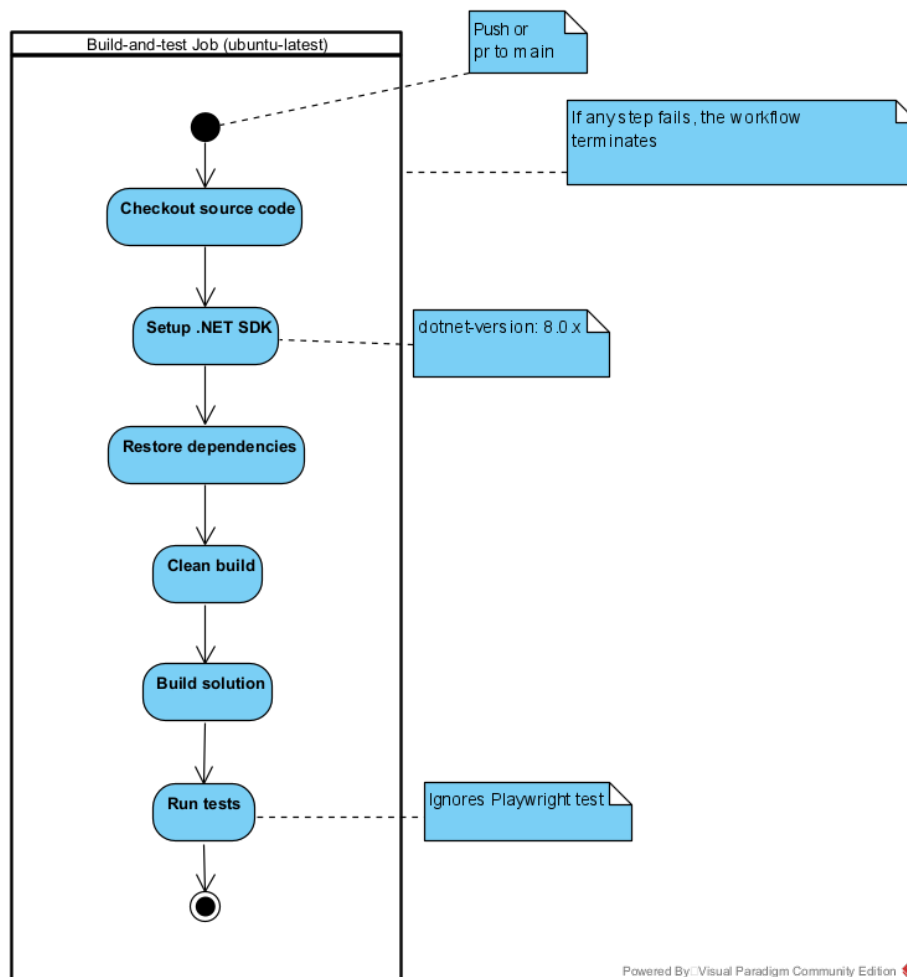 Build-and-test Job (ubuntu-latest)
Push or
pr to main
If any step fails, the workflow
terminates
Checkout source code
Setup .NET SDK
dotnet-version: 8.0.x
Restore dependencies
Clean build
Build solution
Run tests
Ignores Playwright test
Powered By Visual Paradigm Community Edition